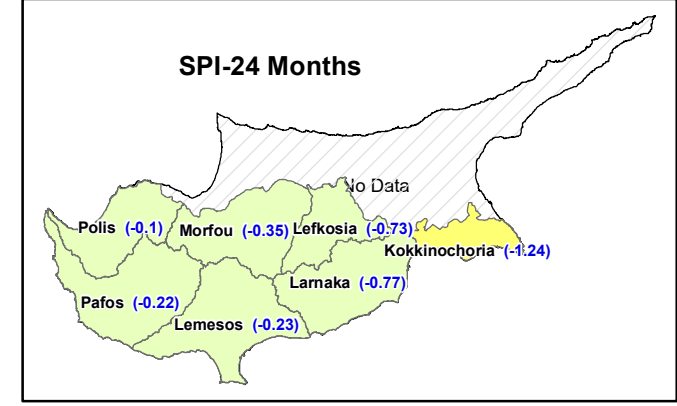 SPI-24 Months
No Data
Polis (-0.1)
Morfou (-0.35)
Lefkosia (-0.73)
Kokkinochoria (-1.24)
Larnaka (-0.77)
Pafos (-0.22)
Lemesos (-0.23)